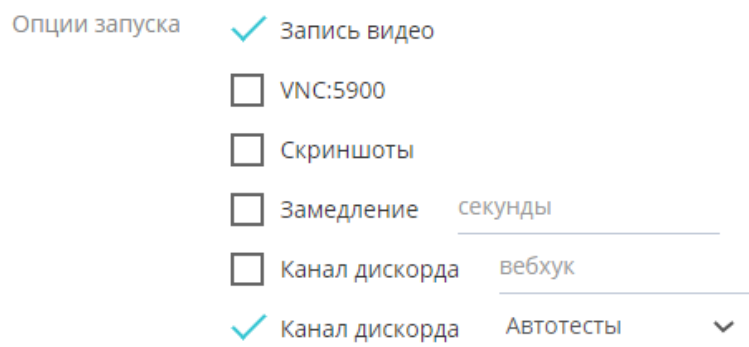 Опции запуска Запись видео
VNC:5900
Скриншоты
Замедление секунды
Канал дискорда вебхук
Канал дискорда Автотесты